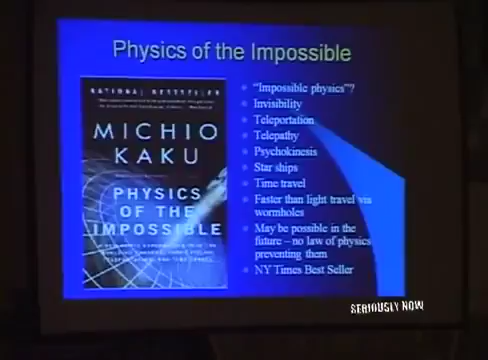 Physics of the Impossible
NATIONAL BESTSELLER
MICHIO
KAKU
PHYSICS
OF THE
IMPOSSIBLE
"Impossible physics"?
Invisibility
Teleportation
Telepathy
Psychokinesis
Star ships
Time travel
Faster than light travel via
wormholes
May be possible in the
future – no law of physics
preventing them
NY Times Best Seller
SERIOUSLY NOW